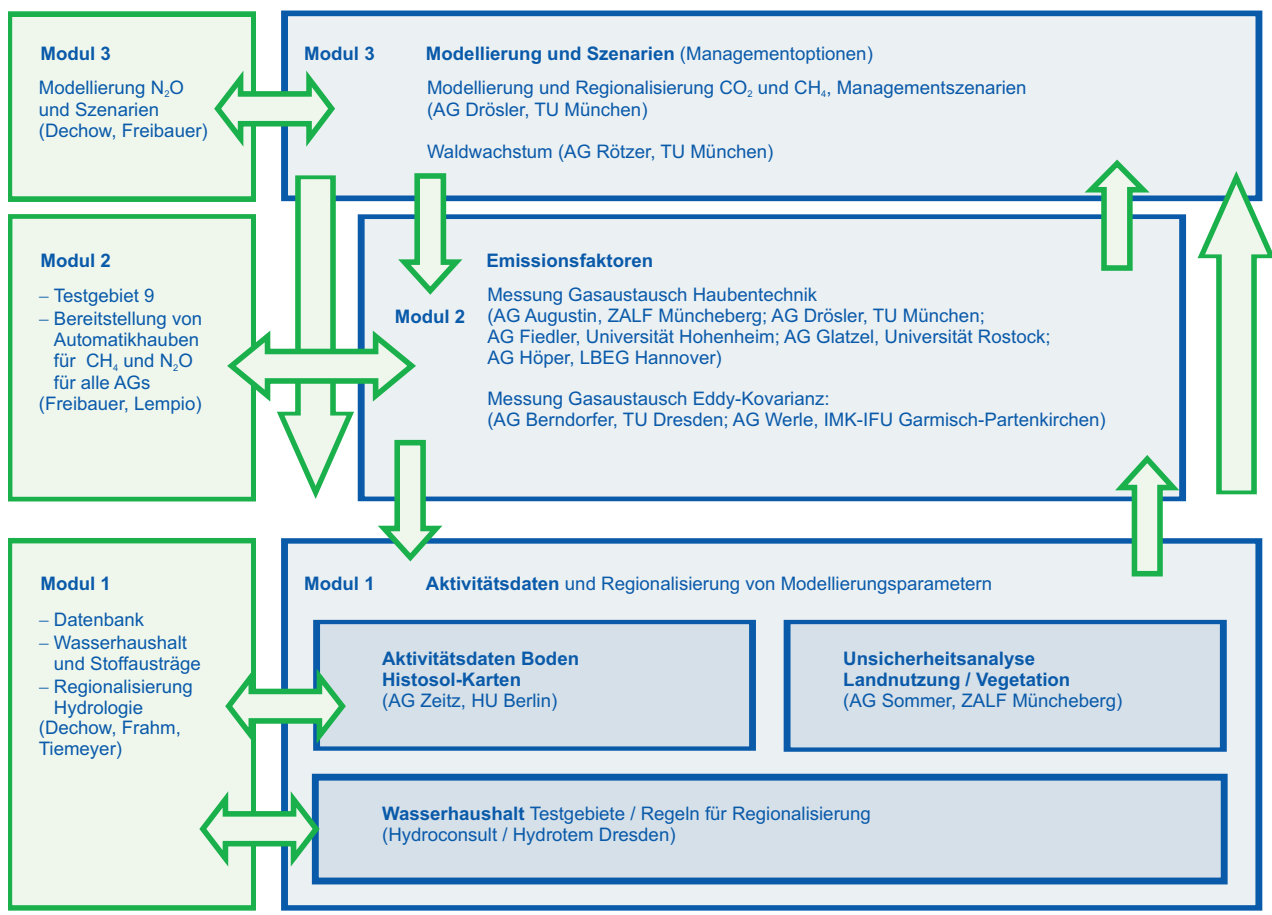 Modul 3
Modellierung N₂O
und Szenarien
(Dechow, Freibauer)
Modul 3 Modellierung und Szenarien (Managementoptionen)
Modellierung und Regionalisierung CO₂ und CH₄, Managementszenarien
(AG Drösler, TU München)
Waldwachstum (AG Rötzer, TU München)
Modul 2
– Testgebiet 9
– Bereitstellung von
Automatikhauben
für CH₄ und N₂O
für alle AGs
(Freibauer, Lempio)
Modul 2
Emissionsfaktoren
Messung Gasaustausch Haubentechnik
(AG Augustin, ZALF Müncheberg; AG Drösler, TU München;
AG Fiedler, Universität Hohenheim; AG Glatzel, Universität Rostock;
AG Höper, LBEG Hannover)
Messung Gasaustausch Eddy-Kovarianz:
(AG Berndorfer, TU Dresden; AG Werle, IMK-IFU Garmisch-Partenkirchen)
Modul 1
– Datenbank
– Wasserhaushalt
und Stoffausträge
– Regionalisierung
Hydrologie
(Dechow, Frahm,
Tiemeyer)
Modul 1 Aktivitätsdaten und Regionalisierung von Modellierungsparametern
Aktivitätsdaten Boden
Histosol-Karten
(AG Zeitz, HU Berlin)
Unsicherheitsanalyse
Landnutzung / Vegetation
(AG Sommer, ZALF Müncheberg)
Wasserhaushalt Testgebiete / Regeln für Regionalisierung
(Hydroconsult / Hydrotem Dresden)